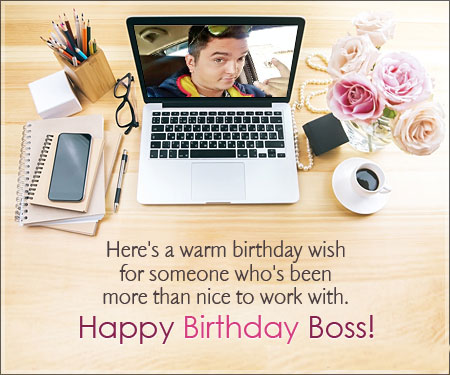 Here's a warm birthday wish
for someone who's been
more than nice to work with.
Happy Birthday Boss!